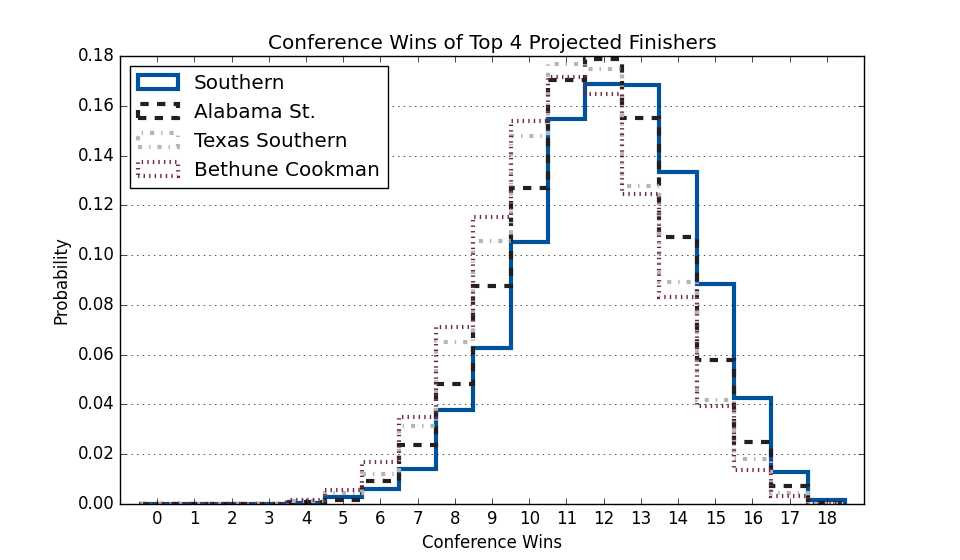 Conference Wins of Top 4 Projected Finishers
Southern
Alabama St.
Texas Southern
Bethune Cookman
Probability
0.18
0.16
0.14
0.12
0.10
0.08
0.06
0.04
0.02
0.00
0 1 2 3 4 5 6 7 8 9 10 11 12 13 14 15 16 17 18
Conference Wins